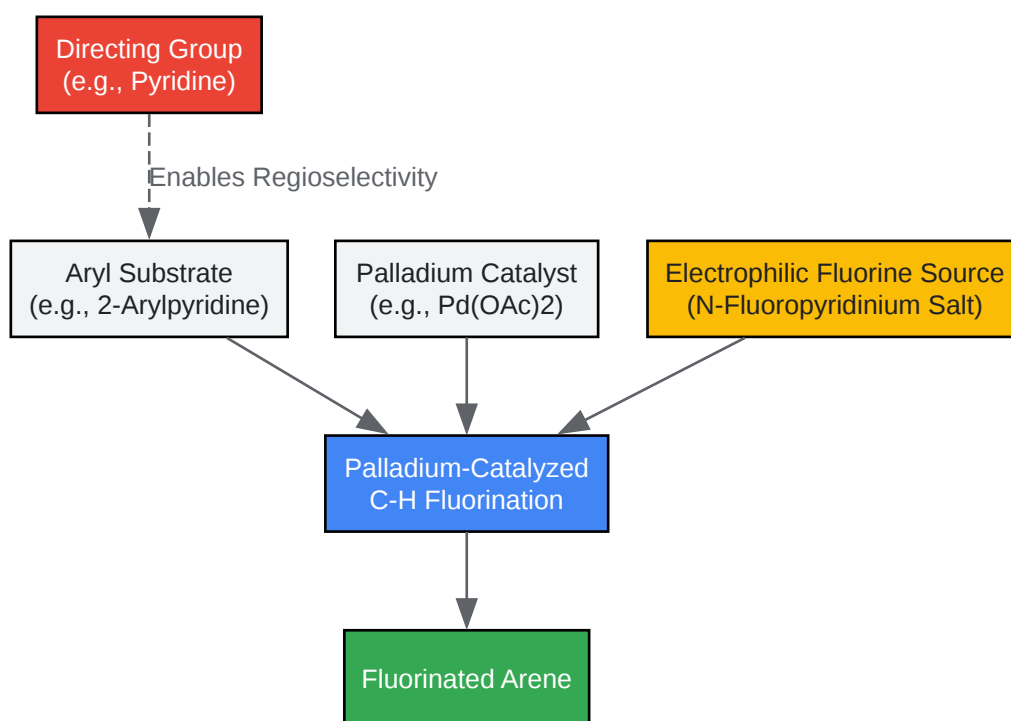 Directing Group
(e.g., Pyridine)
Enables Regioselectivity
Aryl Substrate
(e.g., 2-Arylpyridine)
Palladium Catalyst
(e.g., Pd(OAc)2)
Electrophilic Fluorine Source
(N-Fluoropyridinium Salt)
Palladium-Catalyzed
C-H Fluorination
Fluorinated Arene